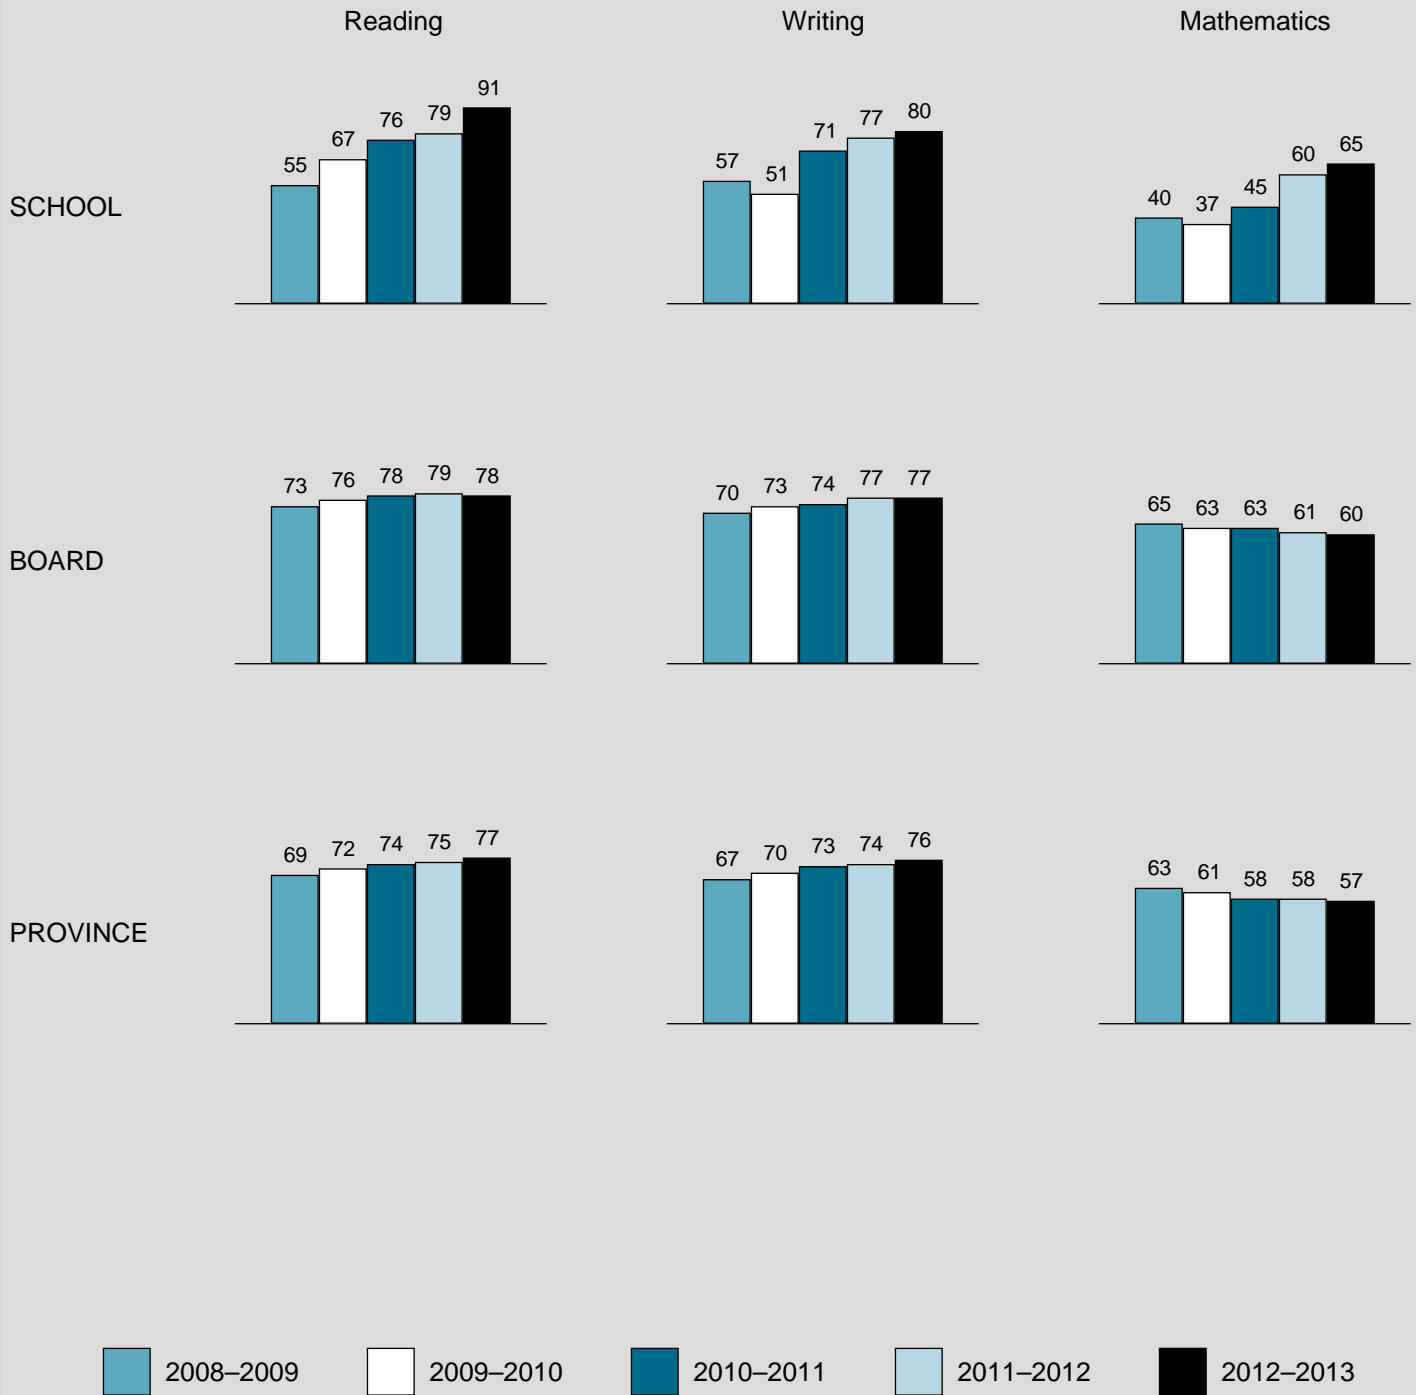 Reading Writing Mathematics
SCHOOL
55 67 76 79 91
57 51 71 77 80
40 37 45 60 65
BOARD
73 76 78 79 78
70 73 74 77 77
65 63 63 61 60
PROVINCE
69 72 74 75 77
67 70 73 74 76
63 61 58 58 57
2008–2009 2009–2010 2010–2011 2011–2012 2012–2013